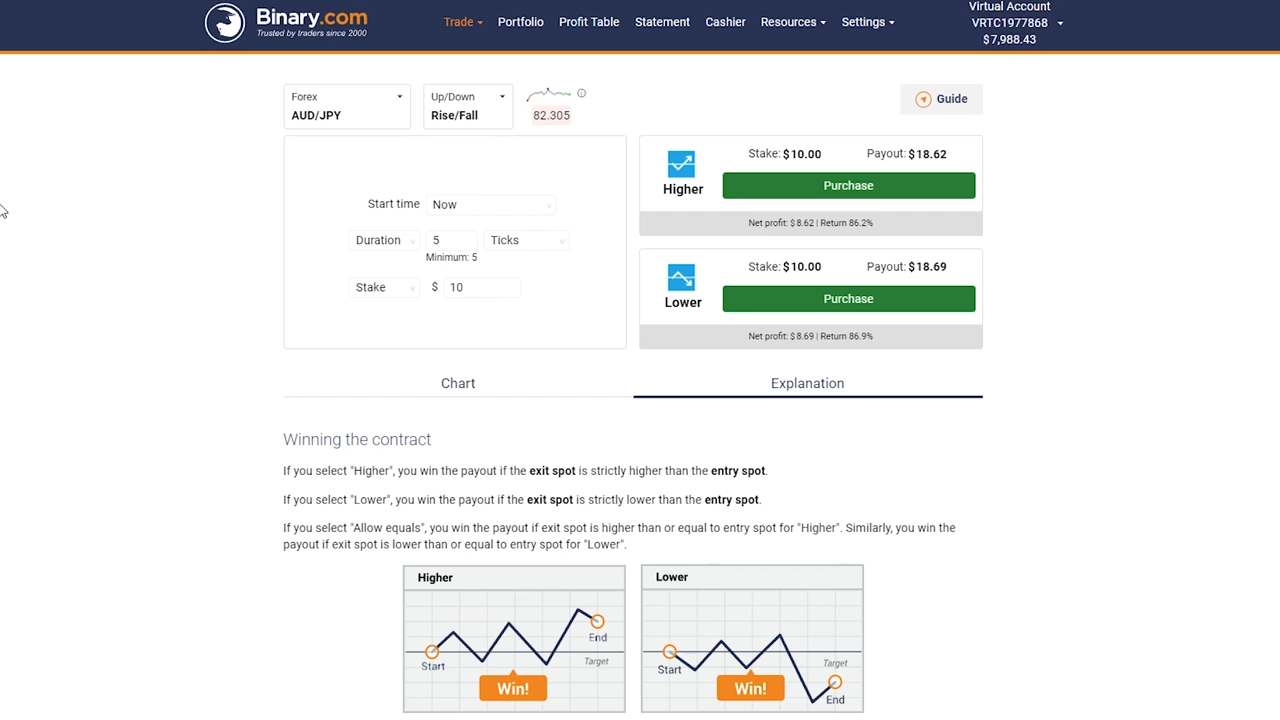 Binary.com
Trusted by traders since 2000
Trade Portfolio Profit Table Statement Cashier Resources Settings
Virtual Account
VRTC1977868
$7,988.43
Forex
AUD/JPY
Up/Down
Rise/Fall
82.305
Guide
Start time Now
Duration 5 Ticks
Minimum: 5
Stake $ 10
Higher
Stake: $10.00 Payout: $18.62
Purchase
Net profit: $ 8.62 | Return 86.2%
Lower
Stake: $10.00 Payout: $18.69
Purchase
Net profit: $ 8.69 | Return 86.9%
Chart Explanation
Winning the contract
If you select "Higher", you win the payout if the exit spot is strictly higher than the entry spot.
If you select "Lower", you win the payout if the exit spot is strictly lower than the entry spot.
If you select "Allow equals", you win the payout if exit spot is higher than or equal to entry spot for "Higher". Similarly, you win the
payout if exit spot is lower than or equal to entry spot for "Lower".
Higher
Start
End
Target
Win!
Lower
Start
Target
End
Win!